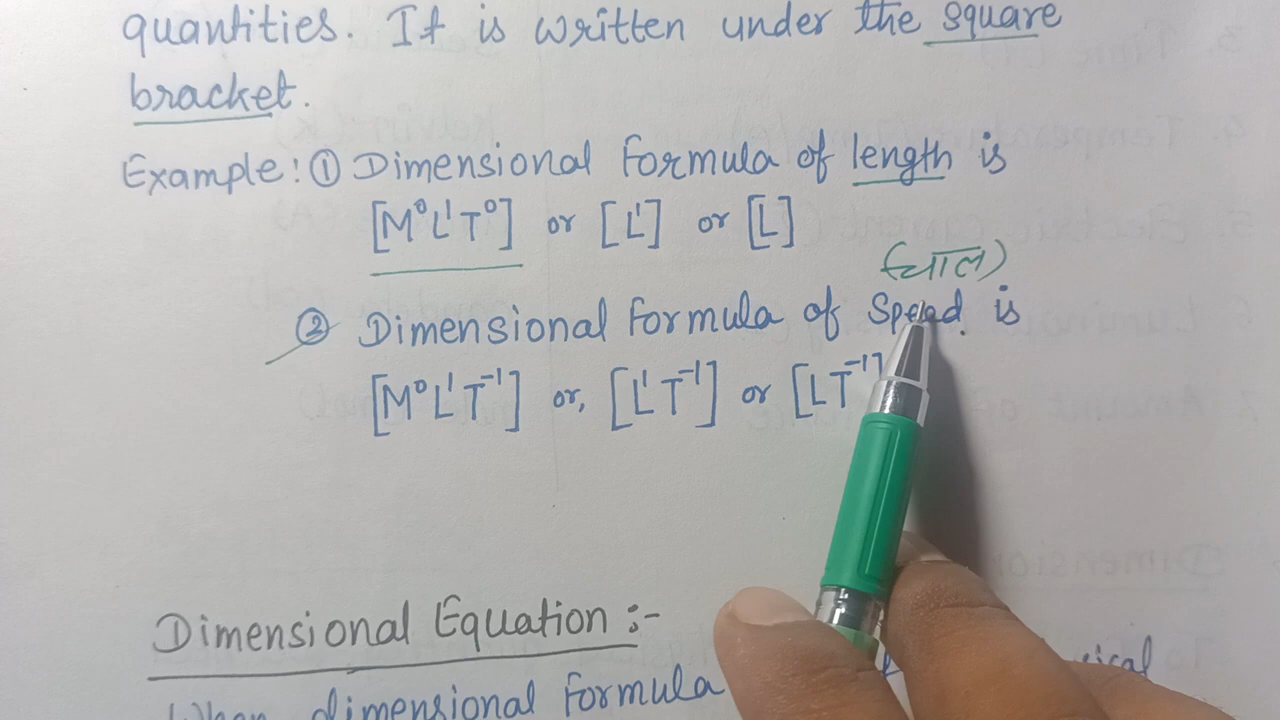 quantities. It is written under the square
bracket.
Example: ① Dimensional formula of length is
[M⁰L¹T⁰] or [L¹] or [L]
(चाल)
② Dimensional formula of Speed is
[M⁰L¹T⁻¹] or, [L¹T⁻¹] or [LT⁻¹]
Dimensional Equation :-
When dimensional formula